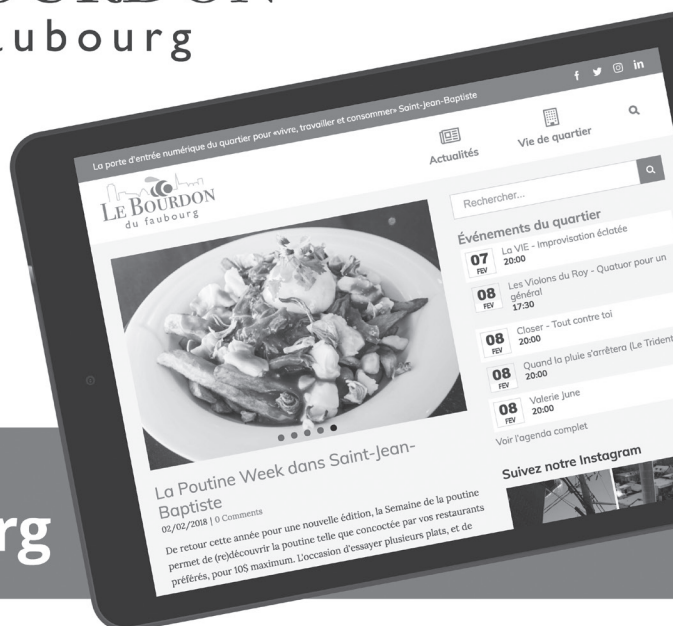 aubourg
La porte d'entrée numérique du quartier pour «vivre, travailler et consommer» Saint-Jean-Baptiste
f in
Actualités Vie de quartier
LE BOURDON
du faubourg
Rechercher...
Événements du quartier
07 FEV La VIE - Improvisation éclatée
20:00
08 FEV Les Violons du Roy - Quatuor pour un
général
17:30
08 FEV Closer - Tout contre toi
20:00
08 FEV Quand la pluie s'arrêtera (Le Trident
20:00
08 FEV Valerie June
20:00
Voir l'agenda complet
Suivez notre Instagram
La Poutine Week dans Saint-Jean-
Baptiste
02/02/2018 | 0 Comments
De retour cette année pour une nouvelle édition, la Semaine de la poutine
permet de (re)découvrir la poutine telle que concoctée par vos restaurants
préférés, pour 10$ maximum. L'occasion d'essayer plusieurs plats, et de
rg